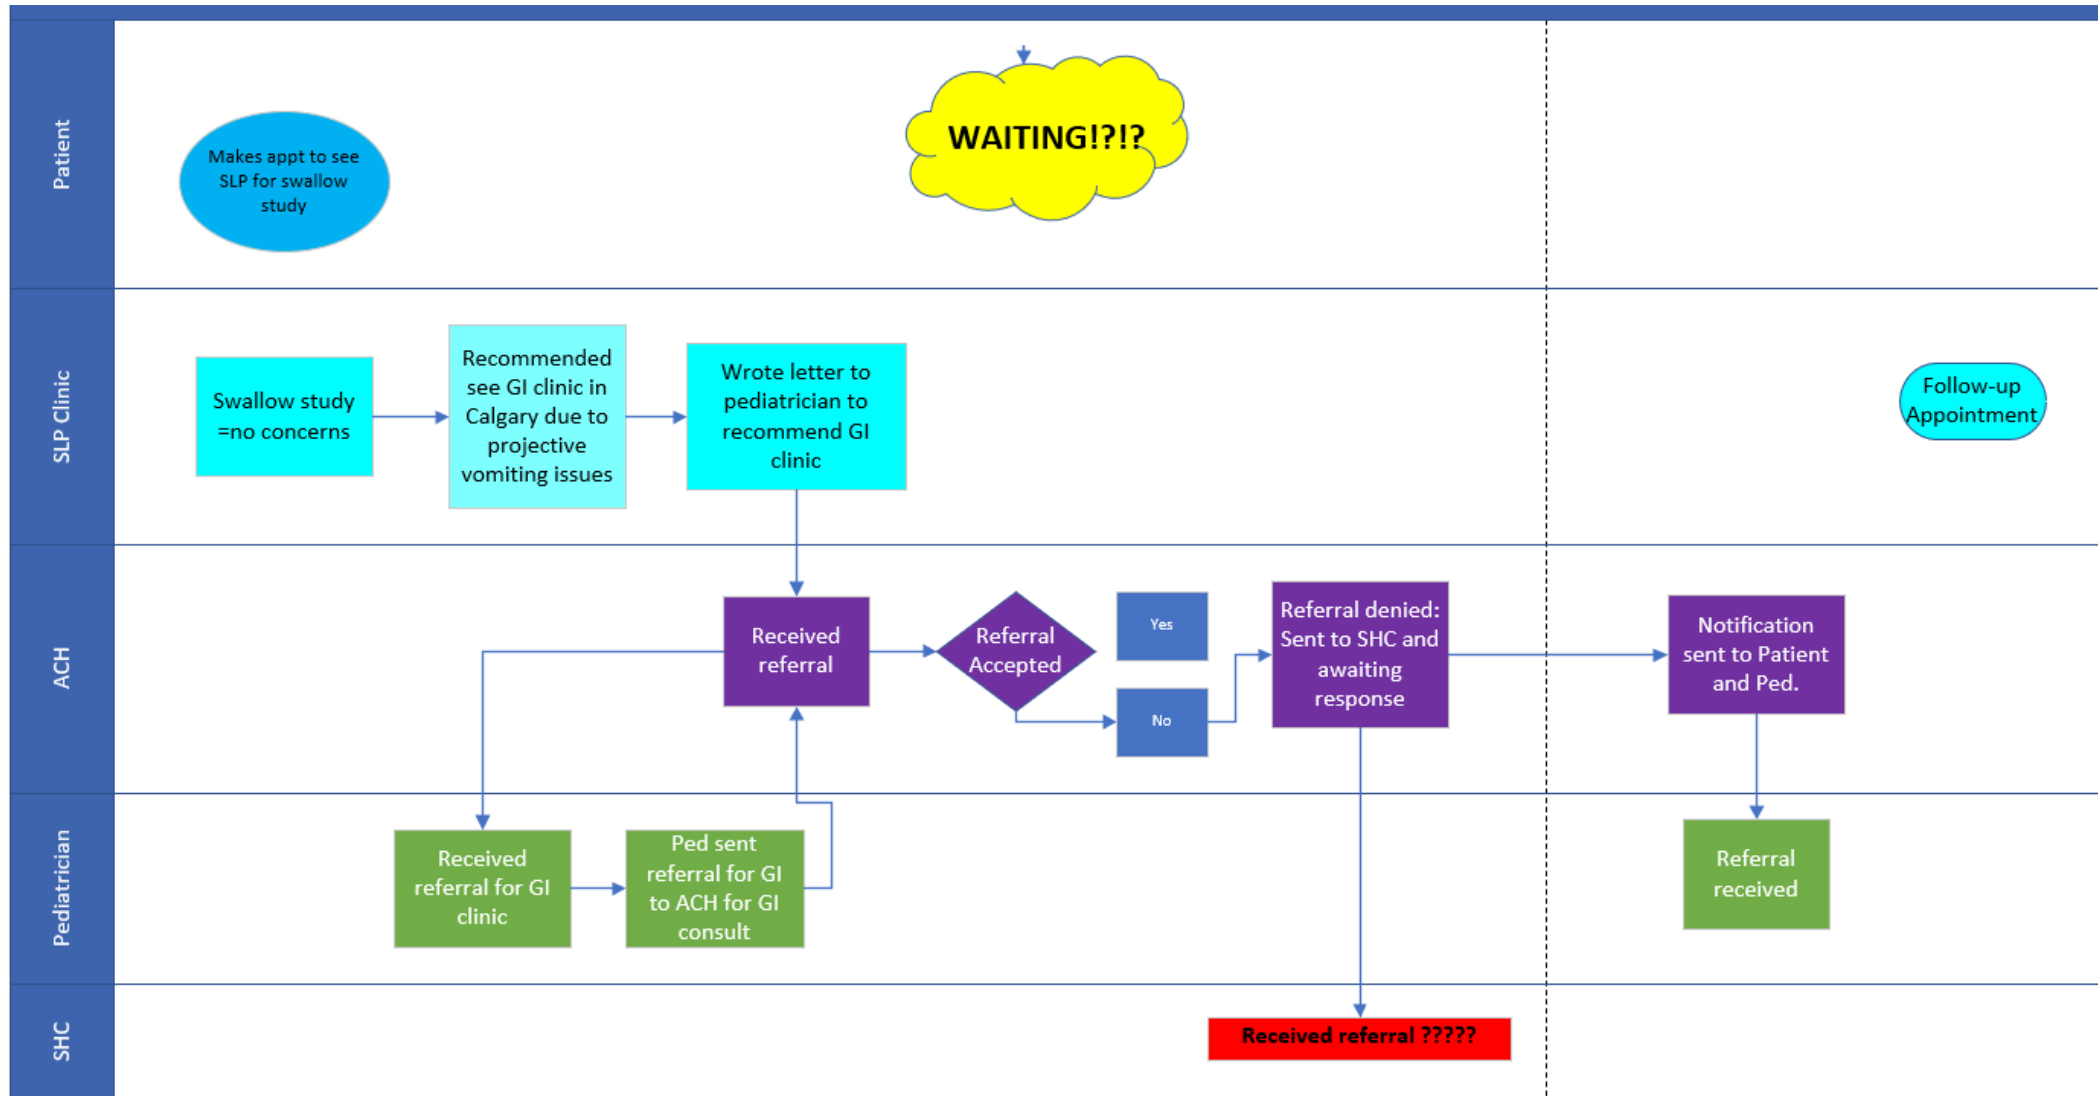 Patient
WAITING!?!?
Makes appt to see
SLP for swallow
study
SLP Clinic
Swallow study
=no concerns
Recommended
see GI clinic in
Calgary due to
projective
vomiting issues
Wrote letter to
pediatrician to
recommend GI
clinic
Follow-up
Appointment
ACH
Received
referral
Referral
Accepted
Yes
No
Referral denied:
Sent to SHC and
awaiting
response
Notification
sent to Patient
and Ped.
Pediatrician
Received
referral for GI
clinic
Ped sent
referral for GI
to ACH for GI
consult
Referral
received
SHC
Received referral ?????